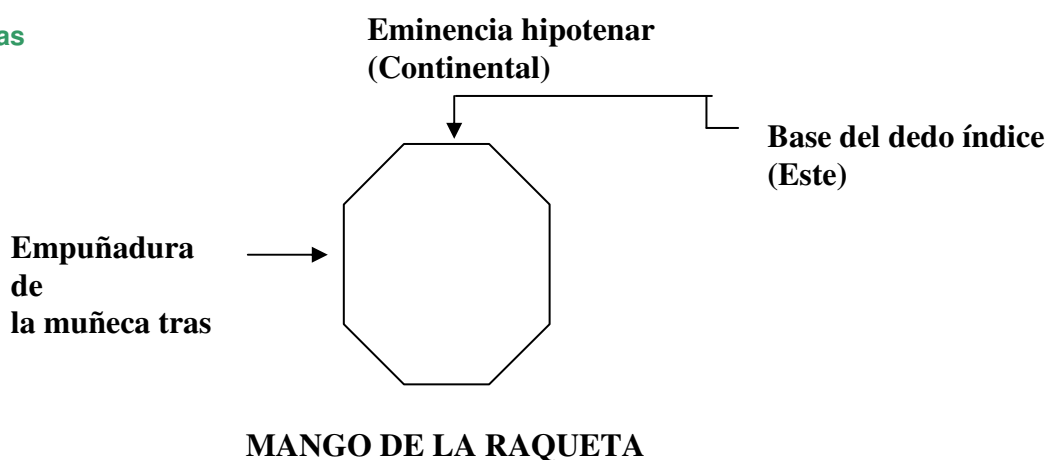 as
Eminencia hipotenar
(Continental)
Base del dedo índice
(Este)
Empuñadura
de
la muñeca tras
MANGO DE LA RAQUETA